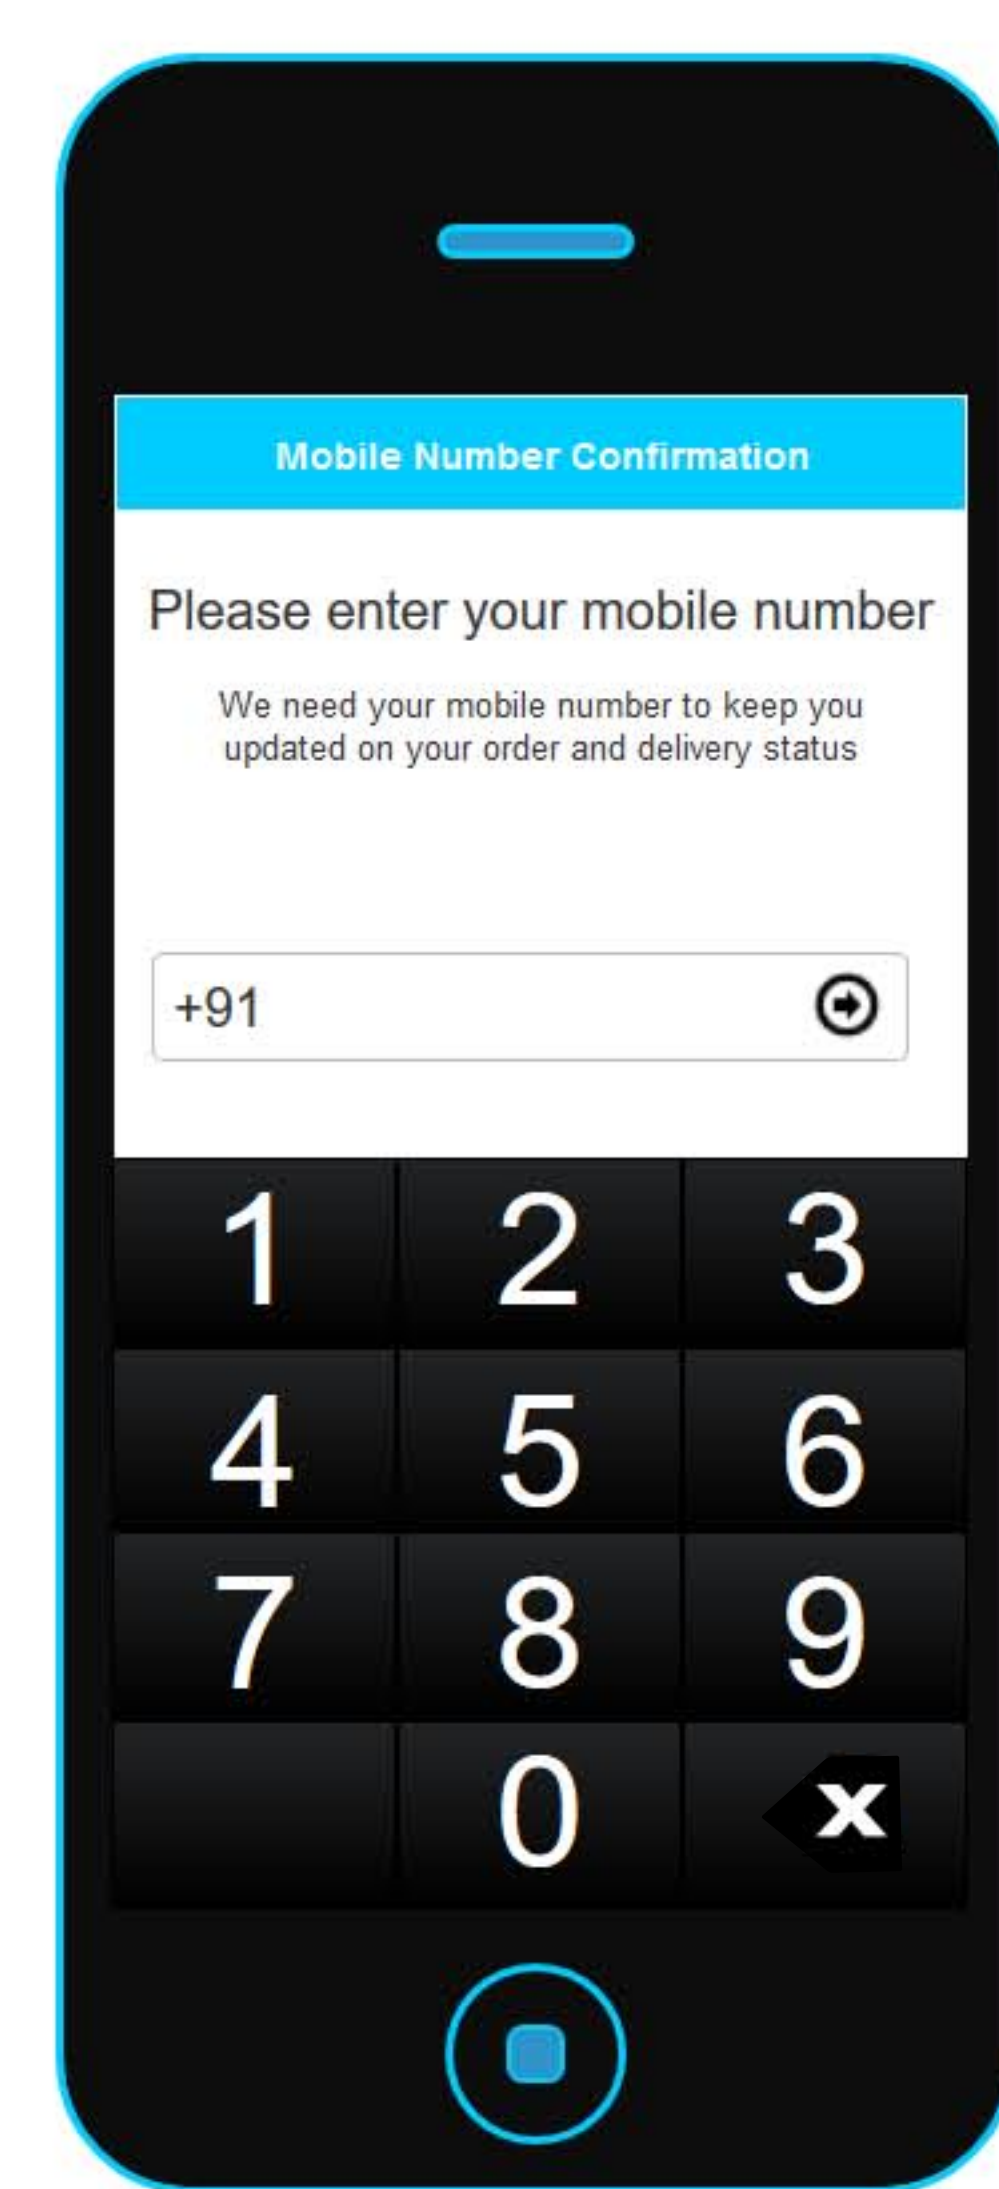 Mobile Number Confirmation
Please enter your mobile number
We need your mobile number to keep you
updated on your order and delivery status
+91
1 2 3
4 5 6
7 8 9
0 x